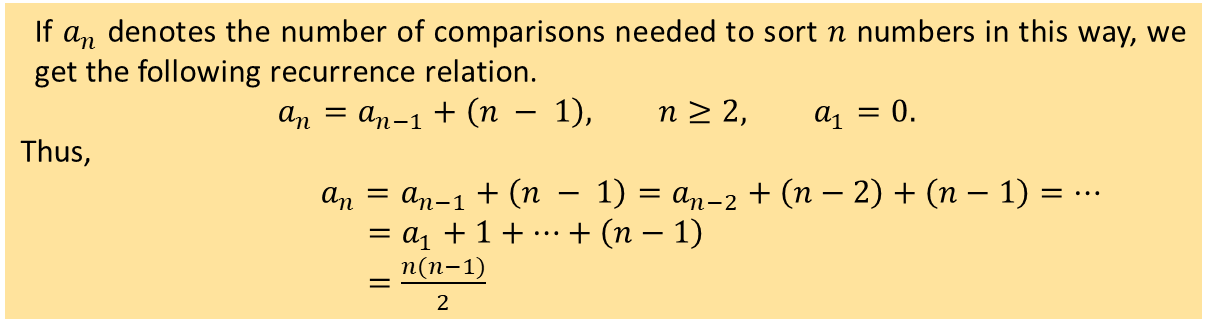 If aₙ denotes the number of comparisons needed to sort n numbers in this way, we
get the following recurrence relation.
aₙ = aₙ₋₁ + (n − 1), n ≥ 2, a₁ = 0.
Thus,
aₙ = aₙ₋₁ + (n − 1) = aₙ₋₂ + (n − 2) + (n − 1) = ⋯
= a₁ + 1 + ⋯ + (n − 1)
= n(n−1)/2